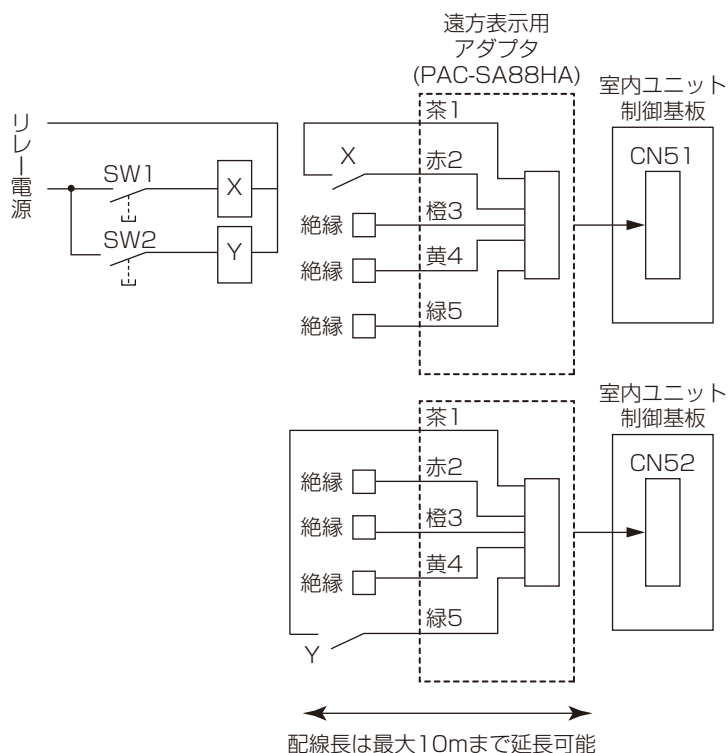 遠方表示用
アダプタ
(PAC-SA88HA)
室内ユニット
制御基板
リレー電源
SW1
X
SW2
Y
茶1
X
赤2
絶縁
橙3
絶縁
黄4
絶縁
緑5
CN51
室内ユニット
制御基板
茶1
絶縁
赤2
絶縁
橙3
絶縁
黄4
Y
緑5
CN52
配線長は最大10mまで延長可能